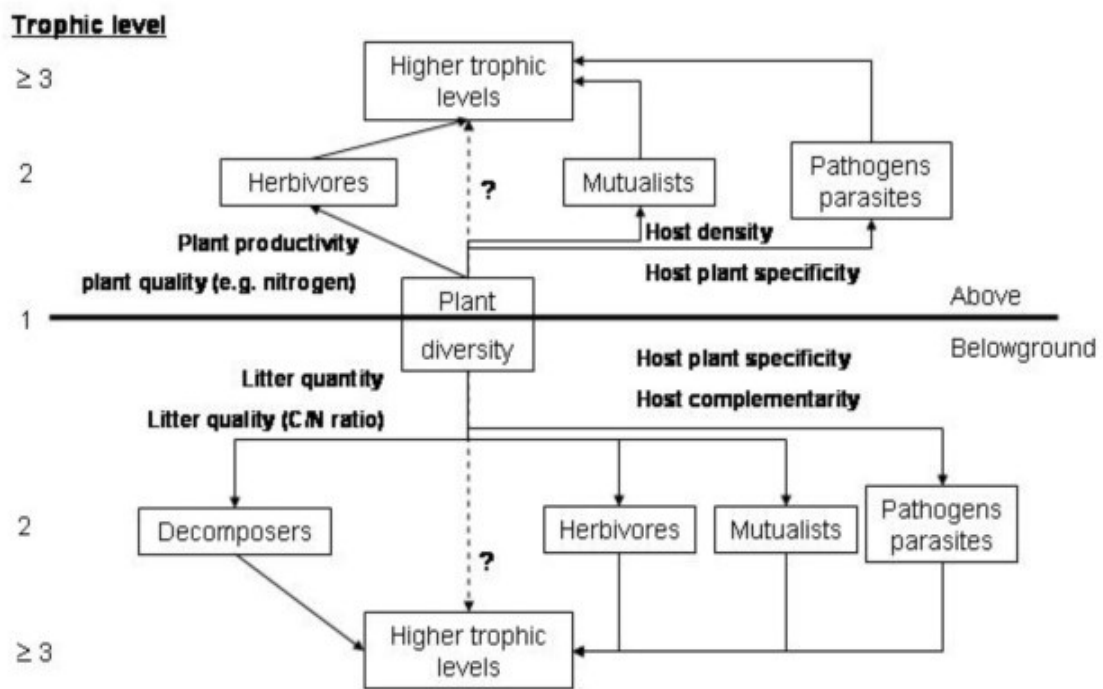 Trophic level
≥ 3
Higher trophic
levels
2
Herbivores
?
Mutualists
Pathogens
parasites
Plant productivity
plant quality (e.g. nitrogen)
Host density
Host plant specificity
1
Plant
diversity
Above
Belowground
Litter quantity
Litter quality (C/N ratio)
Host plant specificity
Host complementarity
2
Decomposers
?
Herbivores
Mutualists
Pathogens
parasites
≥ 3
Higher trophic
levels